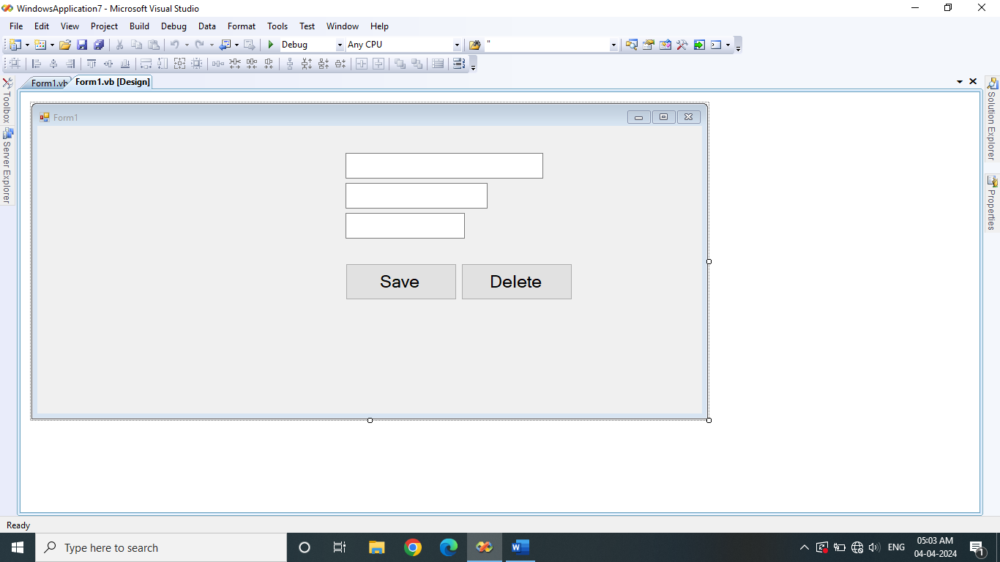 WindowsApplication7 - Microsoft Visual Studio
File Edit View Project Build Debug Data Format Tools Test Window Help
Debug Any CPU "
Form1.vb Form1.vb [Design]
Toolbox
Server Explorer
Form1
Save Delete
Solution Explorer
Properties
Ready
Type here to search
W
ENG
05:03 AM
04-04-2024
1